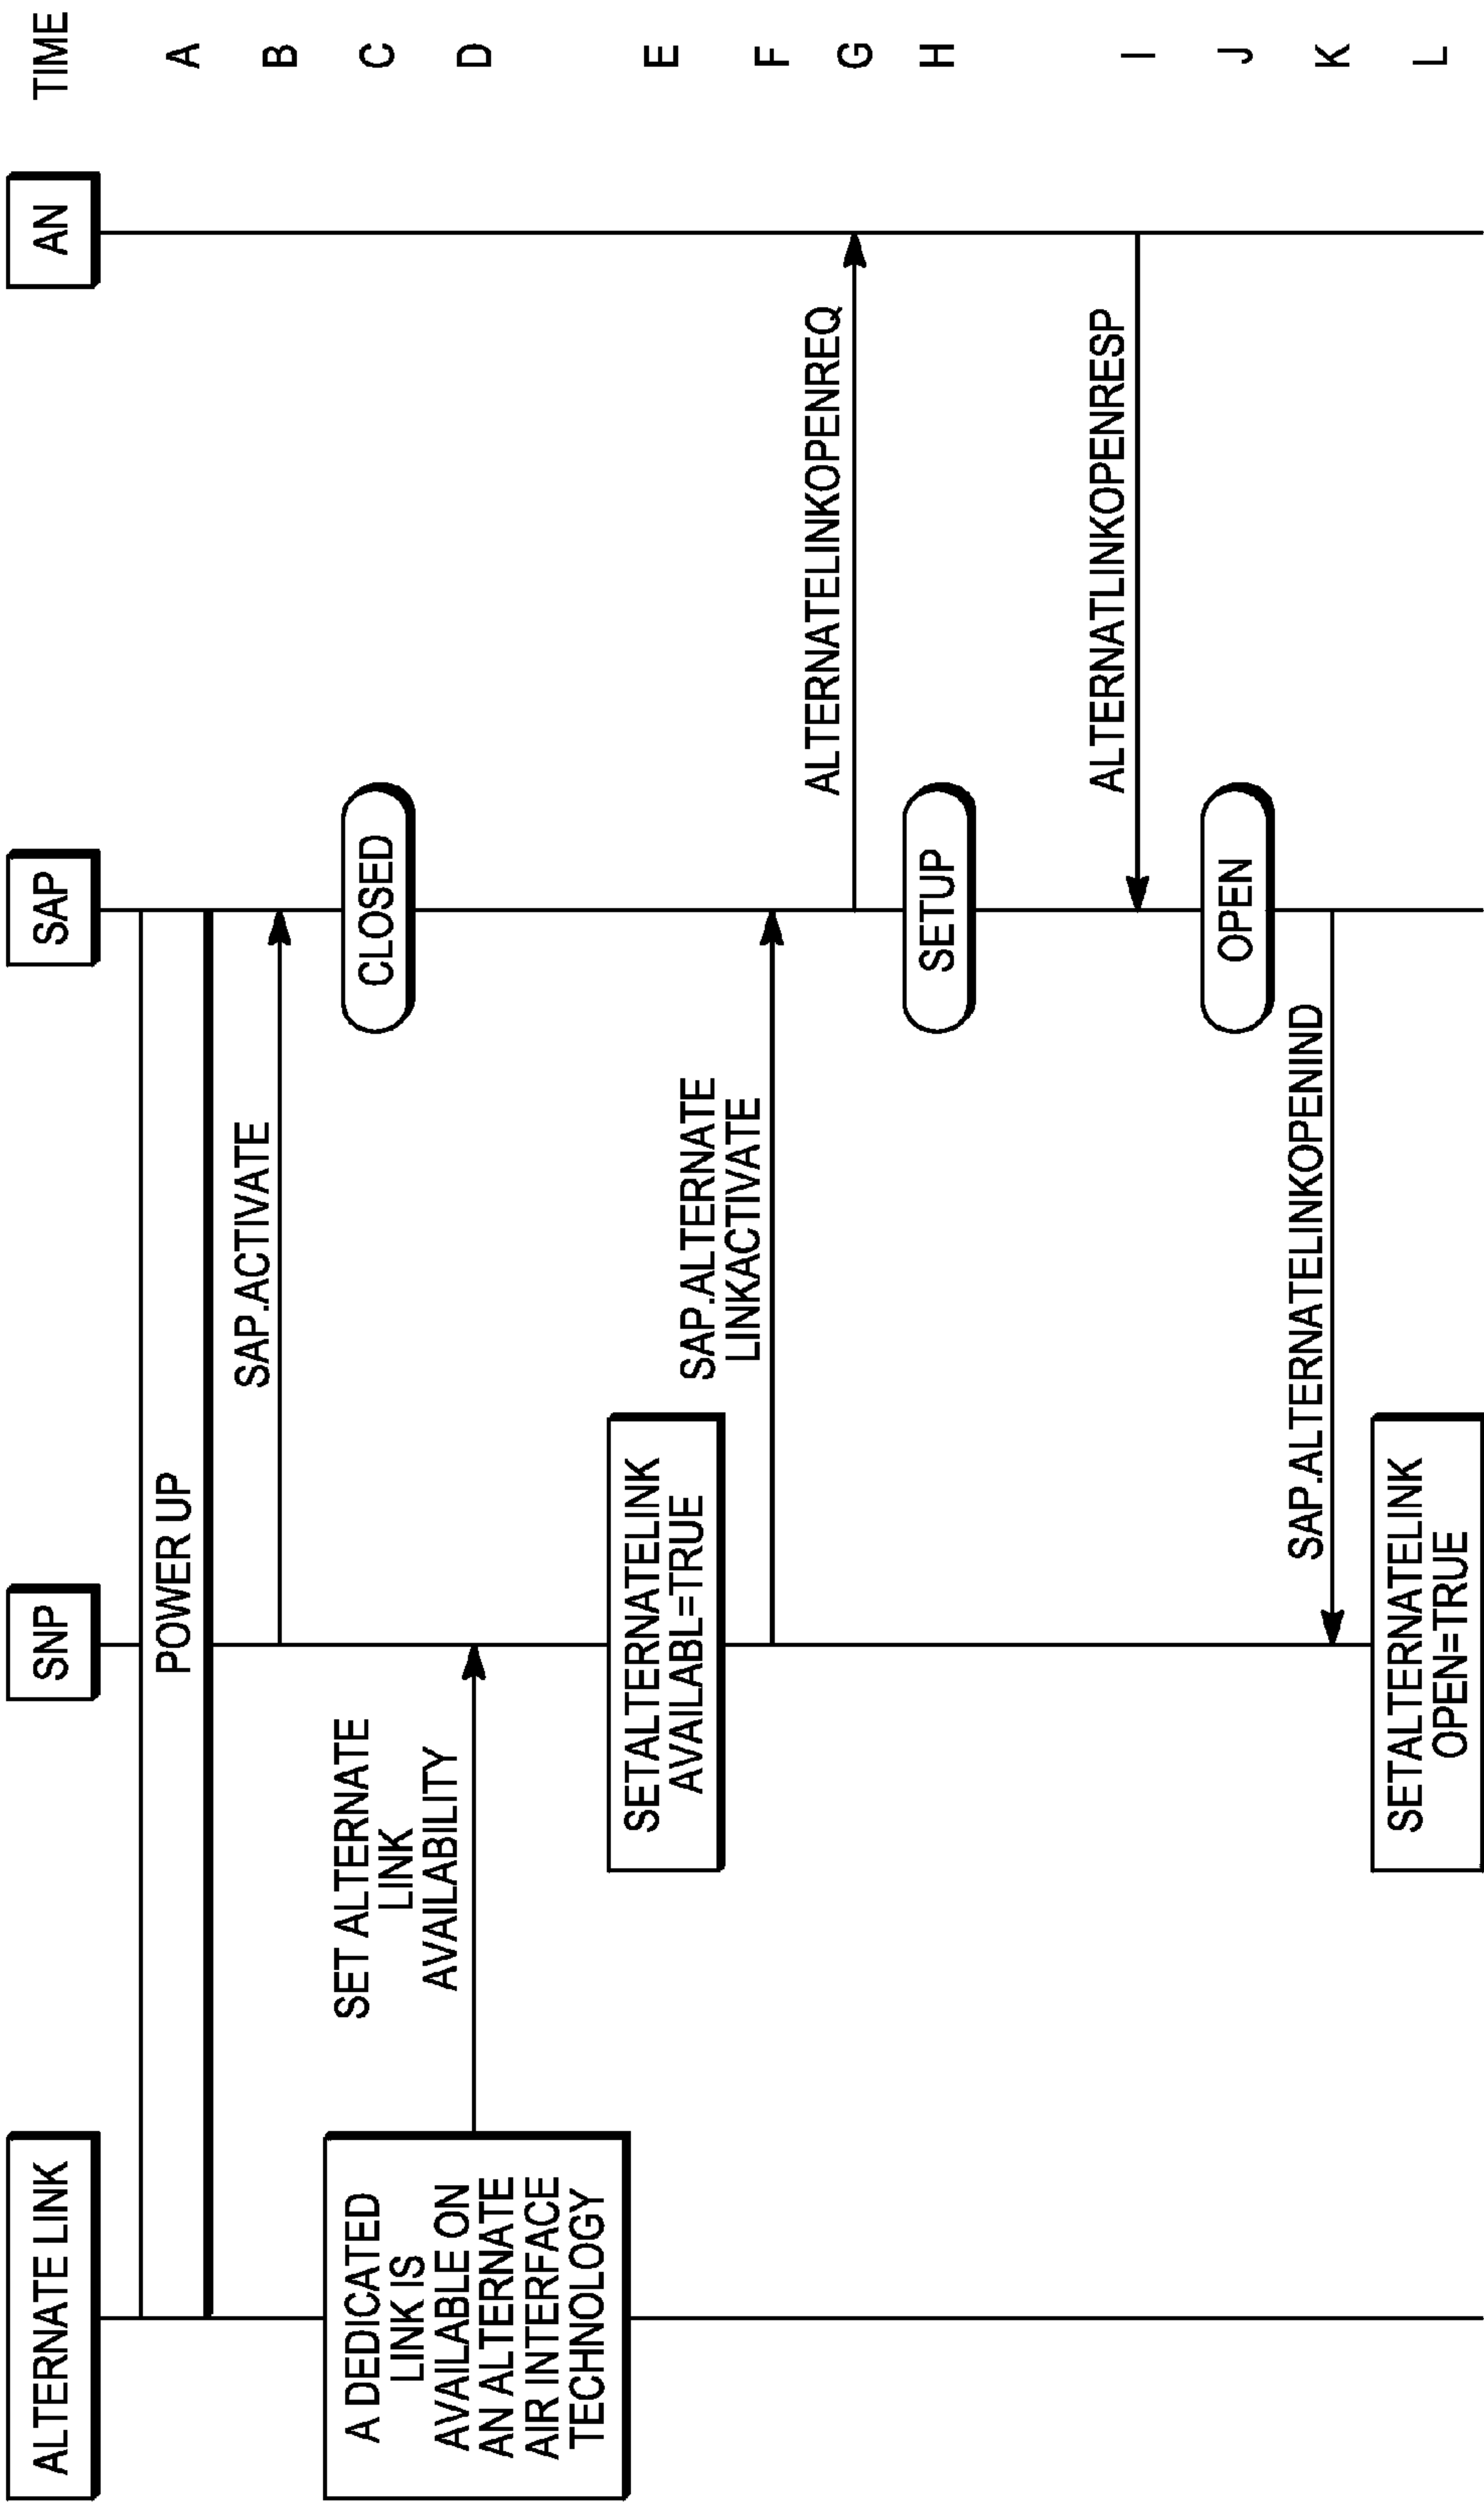 ALTERNATE LINK
SNP
SAP
AN
TIME
POWER UP
A
SAP..ACTIVATE
B
CLOSED
C
A DEDICATED
LINK IS
AVAILABLE ON
AN ALTERNATE
AIR INTERFACE
TECHNOLOGY
SET ALTERNATE
LINK
AVAILABILITY
D
SETALTERNATELINK
AVAILABLE=TRUE
E
SAP..ALTERNATE
LINKACTIVATE
F
ALTERNATELINKOPENREQ
G
SETUP
H
ALTERNATLINKOPENRESP
I
OPEN
J
SAP..ALTERNATELINKOPENIND
K
SETALTERNATELINK
OPEN=TRUE
L